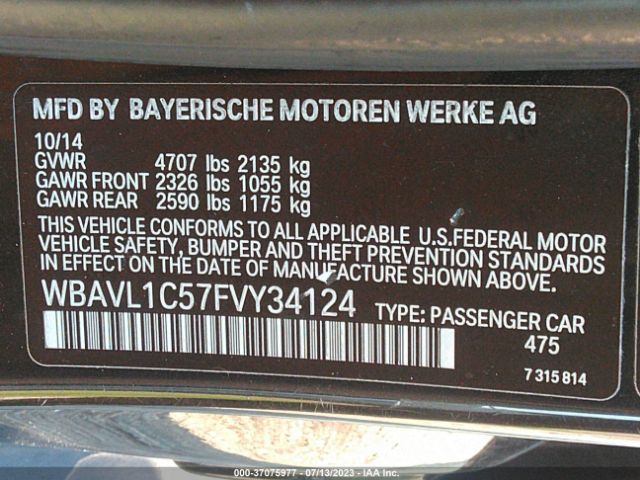 MFD BY BAYERISCHE MOTOREN WERKE AG
10/14
GVWR 4707 lbs 2135 kg
GAWR FRONT 2326 lbs 1055 kg
GAWR REAR 2590 lbs 1175 kg
THIS VEHICLE CONFORMS TO ALL APPLICABLE U.S.FEDERAL MOTOR
VEHICLE SAFETY, BUMPER AND THEFT PREVENTION STANDARDS
IN EFFECT ON THE DATE OF MANUFACTURE SHOWN ABOVE.
WBAVL1C57FVY34124 TYPE: PASSENGER CAR
475
7 315 814
000-37075977 - 07/13/2023 - IAA Inc.